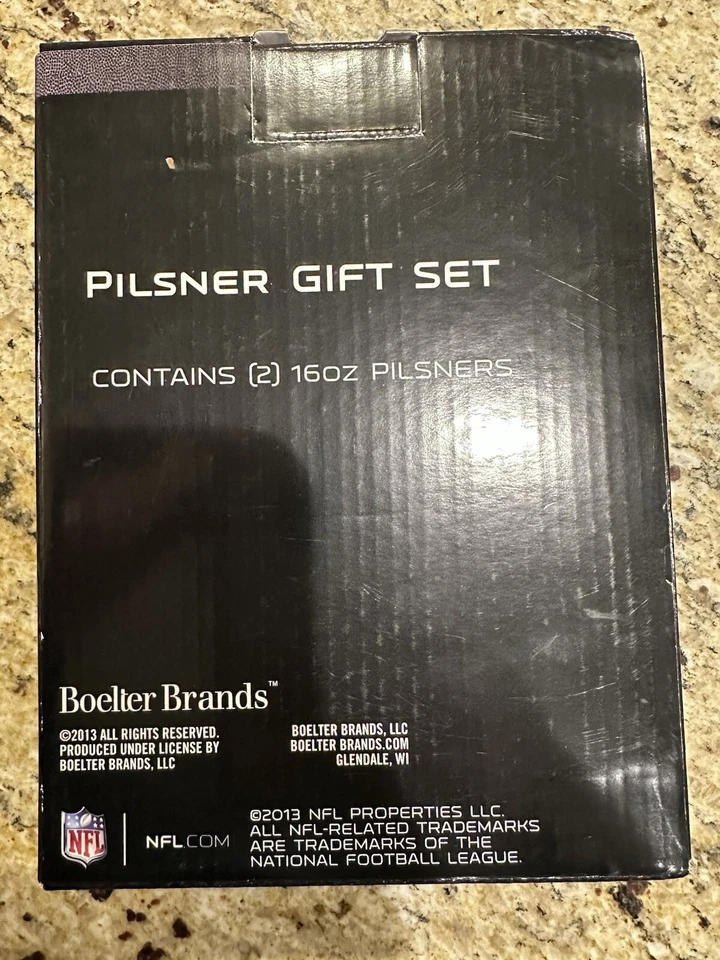 PILSNER GIFT SET
CONTAINS (2) 16OZ PILSNERS
Boelter Brands™
©2013 ALL RIGHTS RESERVED.
PRODUCED UNDER LICENSE BY
BOELTER BRANDS, LLC
BOELTER BRANDS, LLC
BOELTER BRANDS.COM
GLENDALE, WI
NFL
NFL.COM
©2013 NFL PROPERTIES LLC.
ALL NFL-RELATED TRADEMARKS
ARE TRADEMARKS OF THE
NATIONAL FOOTBALL LEAGUE.